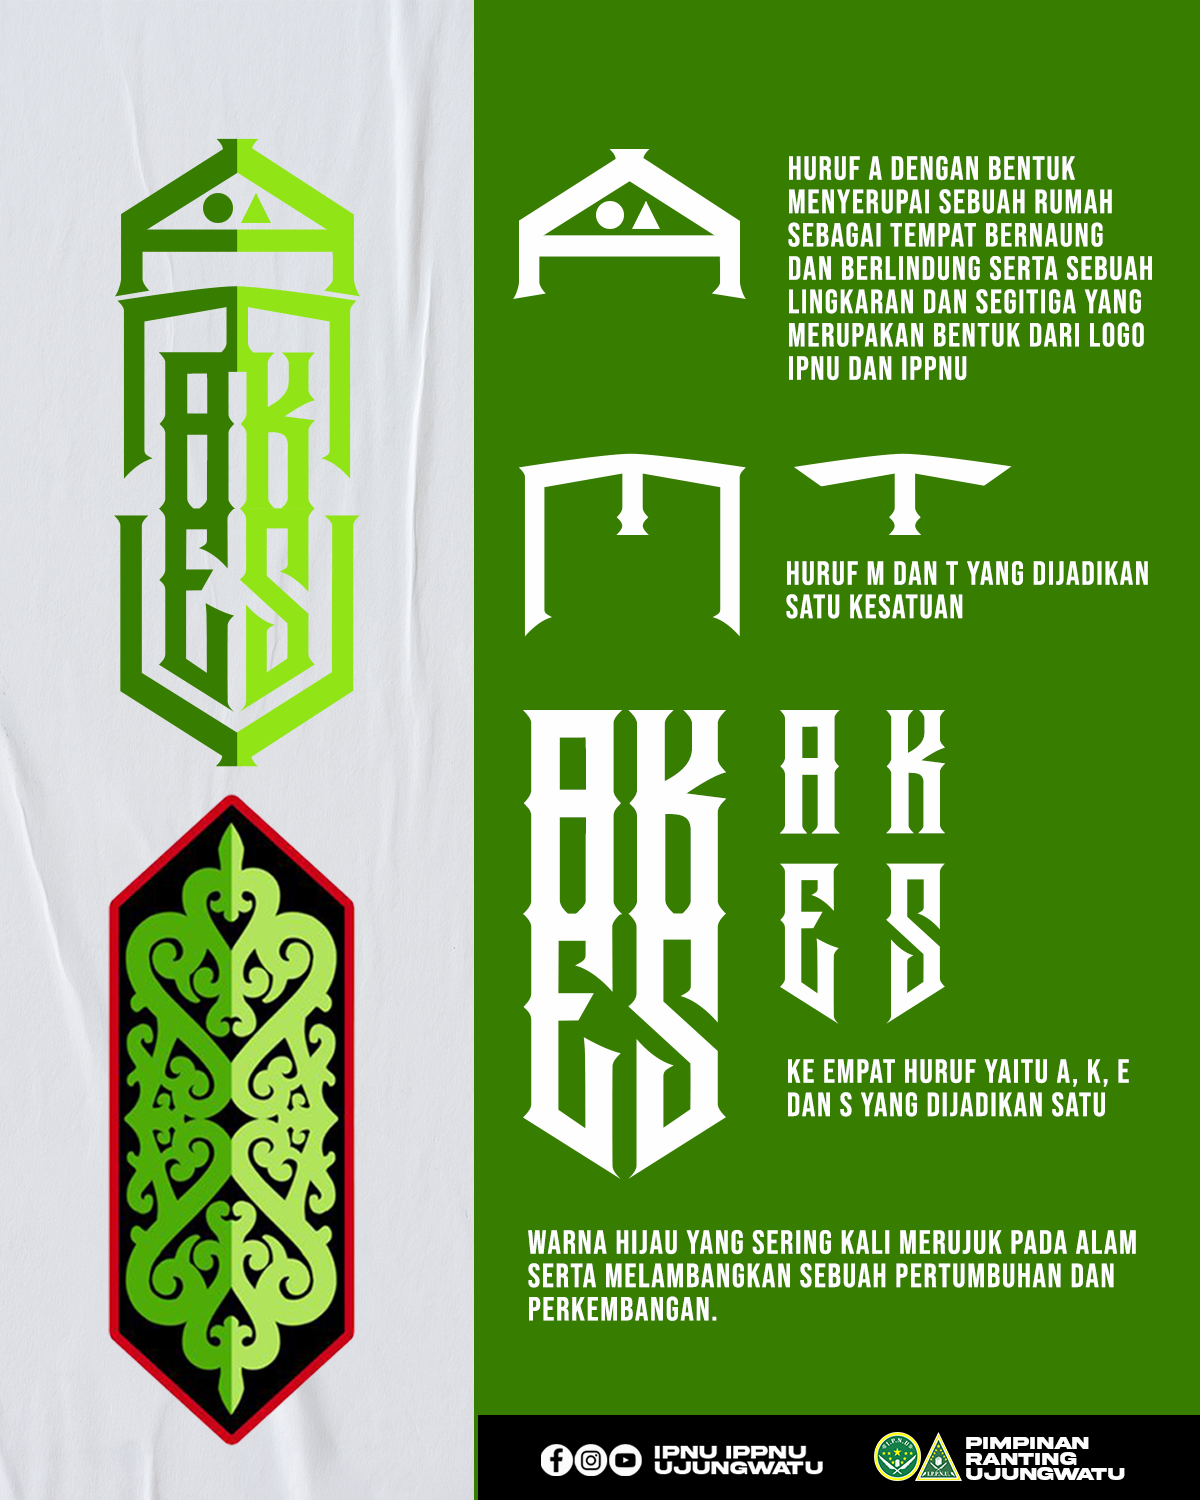 A
HURUF A DENGAN BENTUK
MENYERUPAI SEBUAH RUMAH
SEBAGAI TEMPAT BERNAUNG
DAN BERLINDUNG SERTA SEBUAH
LINGKARAN DAN SEGITIGA YANG
MERUPAKAN BENTUK DARI LOGO
IPNU DAN IPPNU
M T
HURUF M DAN T YANG DIJADIKAN
SATU KESATUAN
AK
ES
A K
E S
KE EMPAT HURUF YAITU A, K, E
DAN S YANG DIJADIKAN SATU
WARNA HIJAU YANG SERING KALI MERUJUK PADA ALAM
SERTA MELAMBANGKAN SEBUAH PERTUMBUHAN DAN
PERKEMBANGAN.
IPNU IPPNU
UJUNGWATU
I.P.N.U
I.P.P.N.U
PIMPINAN
RANTING
UJUNGWATU